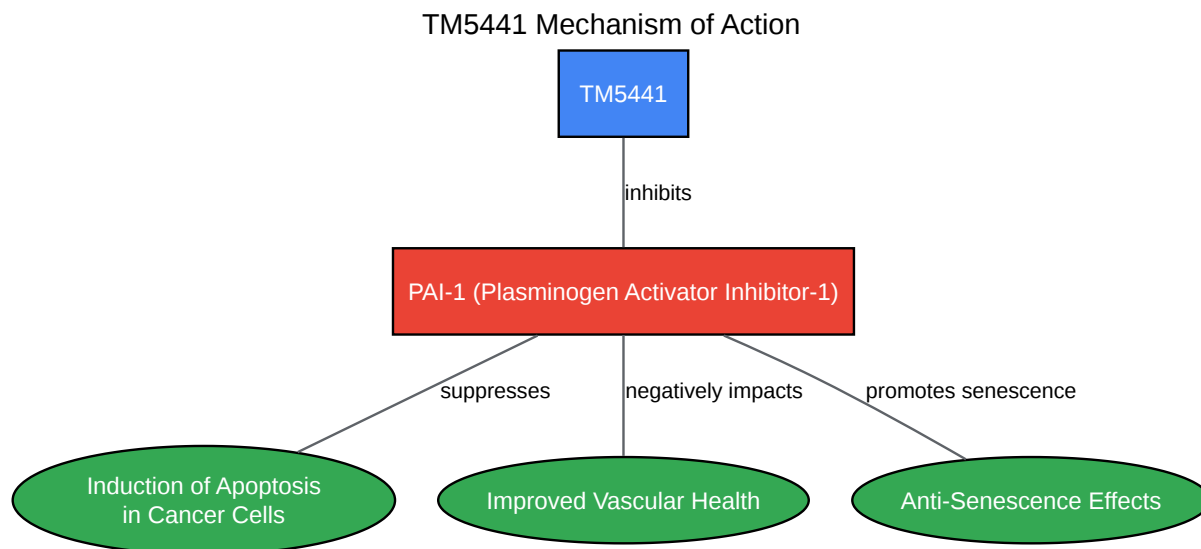 TM5441 Mechanism of Action
TM5441
inhibits
PAI-1 (Plasminogen Activator Inhibitor-1)
suppresses
negatively impacts
promotes senescence
Induction of Apoptosis
in Cancer Cells
Improved Vascular Health
Anti-Senescence Effects